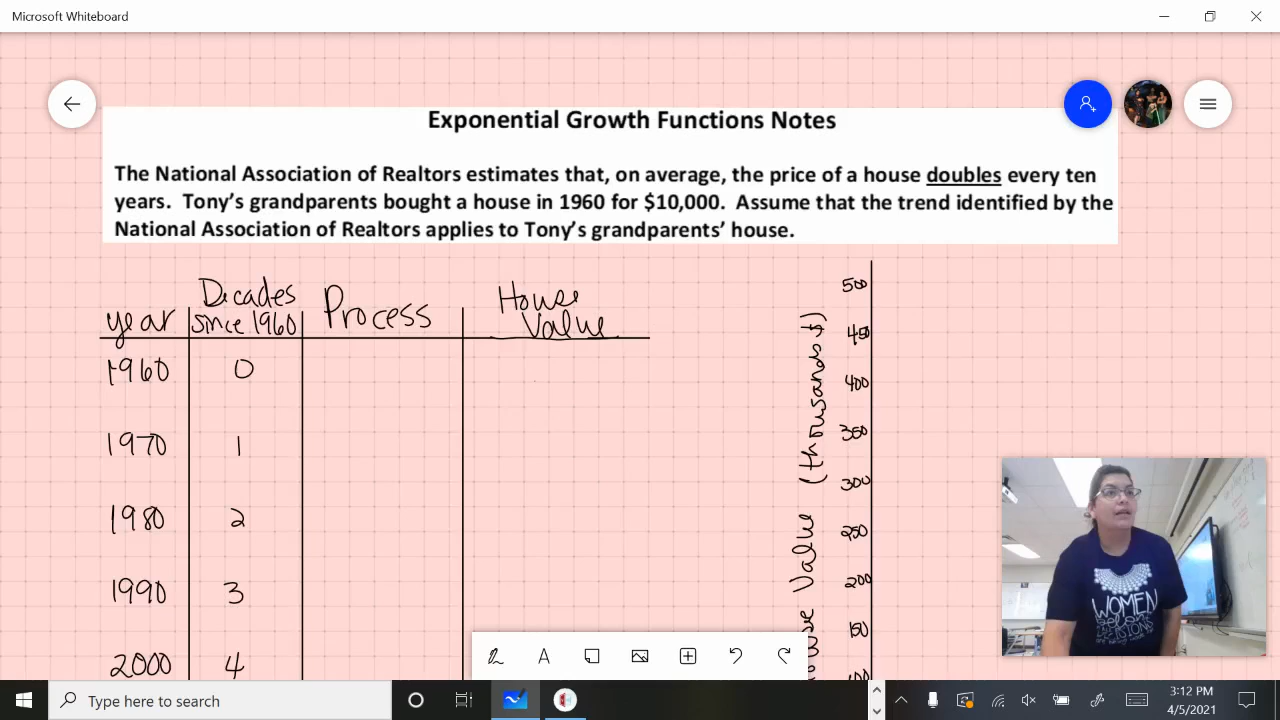 Microsoft Whiteboard
Exponential Growth Functions Notes
The National Association of Realtors estimates that, on average, the price of a house doubles every ten
years. Tony's grandparents bought a house in 1960 for $10,000. Assume that the trend identified by the
National Association of Realtors applies to Tony's grandparents' house.
year
Decades
since 1960
Process
House
Value
1960 0
1970 1
1980 2
1990 3
2000 4
House Value (thousands $)
500
450
400
350
300
250
200
150
WOMEN
belong
Type here to search
3:12 PM
4/5/2021